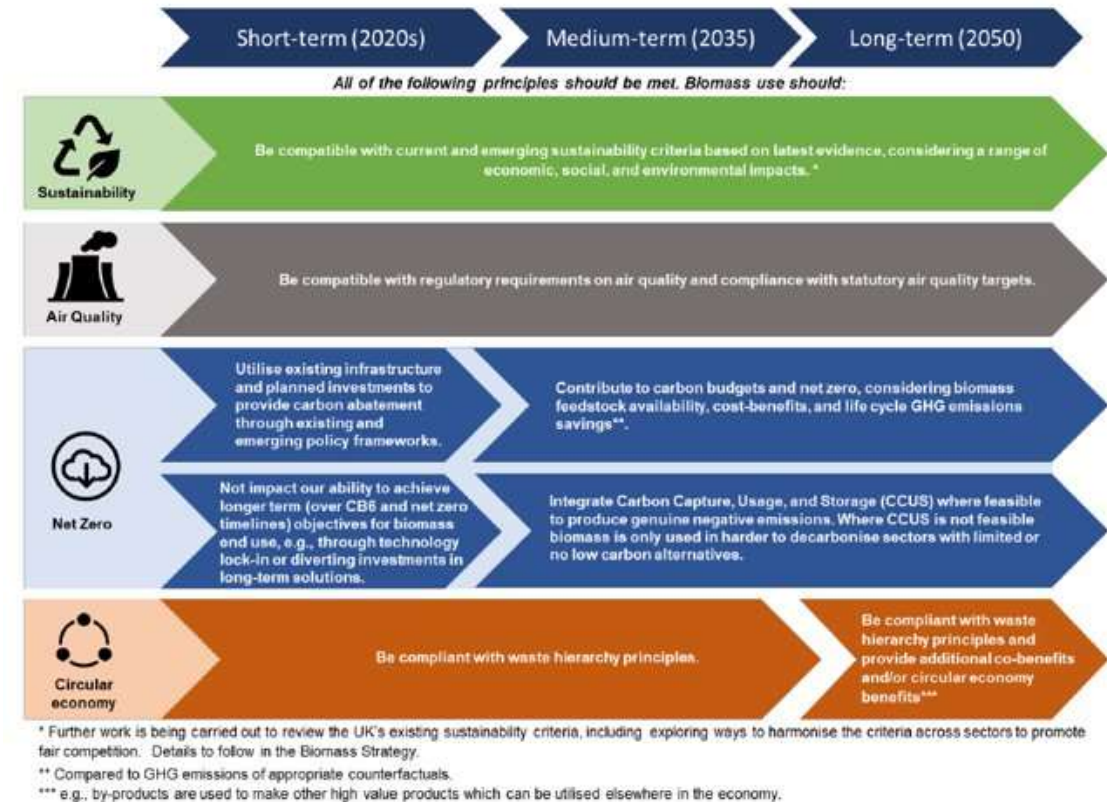 Short-term (2020s)
Medium-term (2035)
Long-term (2050)
All of the following principles should be met. Biomass use should:
Sustainability
Be compatible with current and emerging sustainability criteria based on latest evidence, considering a range of
economic, social, and environmental impacts. *
Air Quality
Be compatible with regulatory requirements on air quality and compliance with statutory air quality targets.
Net Zero
Utilise existing infrastructure
and planned investments to
provide carbon abatement
through existing and
emerging policy frameworks.
Contribute to carbon budgets and net zero, considering biomass
feedstock availability, cost-benefits, and life cycle GHG emissions
savings**.
Not impact our ability to achieve
longer term (over CB6 and net zero
timelines) objectives for biomass
end use, e.g., through technology
lock-in or diverting investments in
long-term solutions.
Integrate Carbon Capture, Usage, and Storage (CCUS) where feasible
to produce genuine negative emissions. Where CCUS is not feasible
biomass is only used in harder to decarbonise sectors with limited or
no low carbon alternatives.
Circular
economy
Be compliant with waste hierarchy principles.
Be compliant with waste
hierarchy principles and
provide additional co-benefits
and/or circular economy
benefits***
* Further work is being carried out to review the UK's existing sustainability criteria, including exploring ways to harmonise the criteria across sectors to promote
fair competition. Details to follow in the Biomass Strategy.
** Compared to GHG emissions of appropriate counterfactuals.
*** e.g., by-products are used to make other high value products which can be utilised elsewhere in the economy.